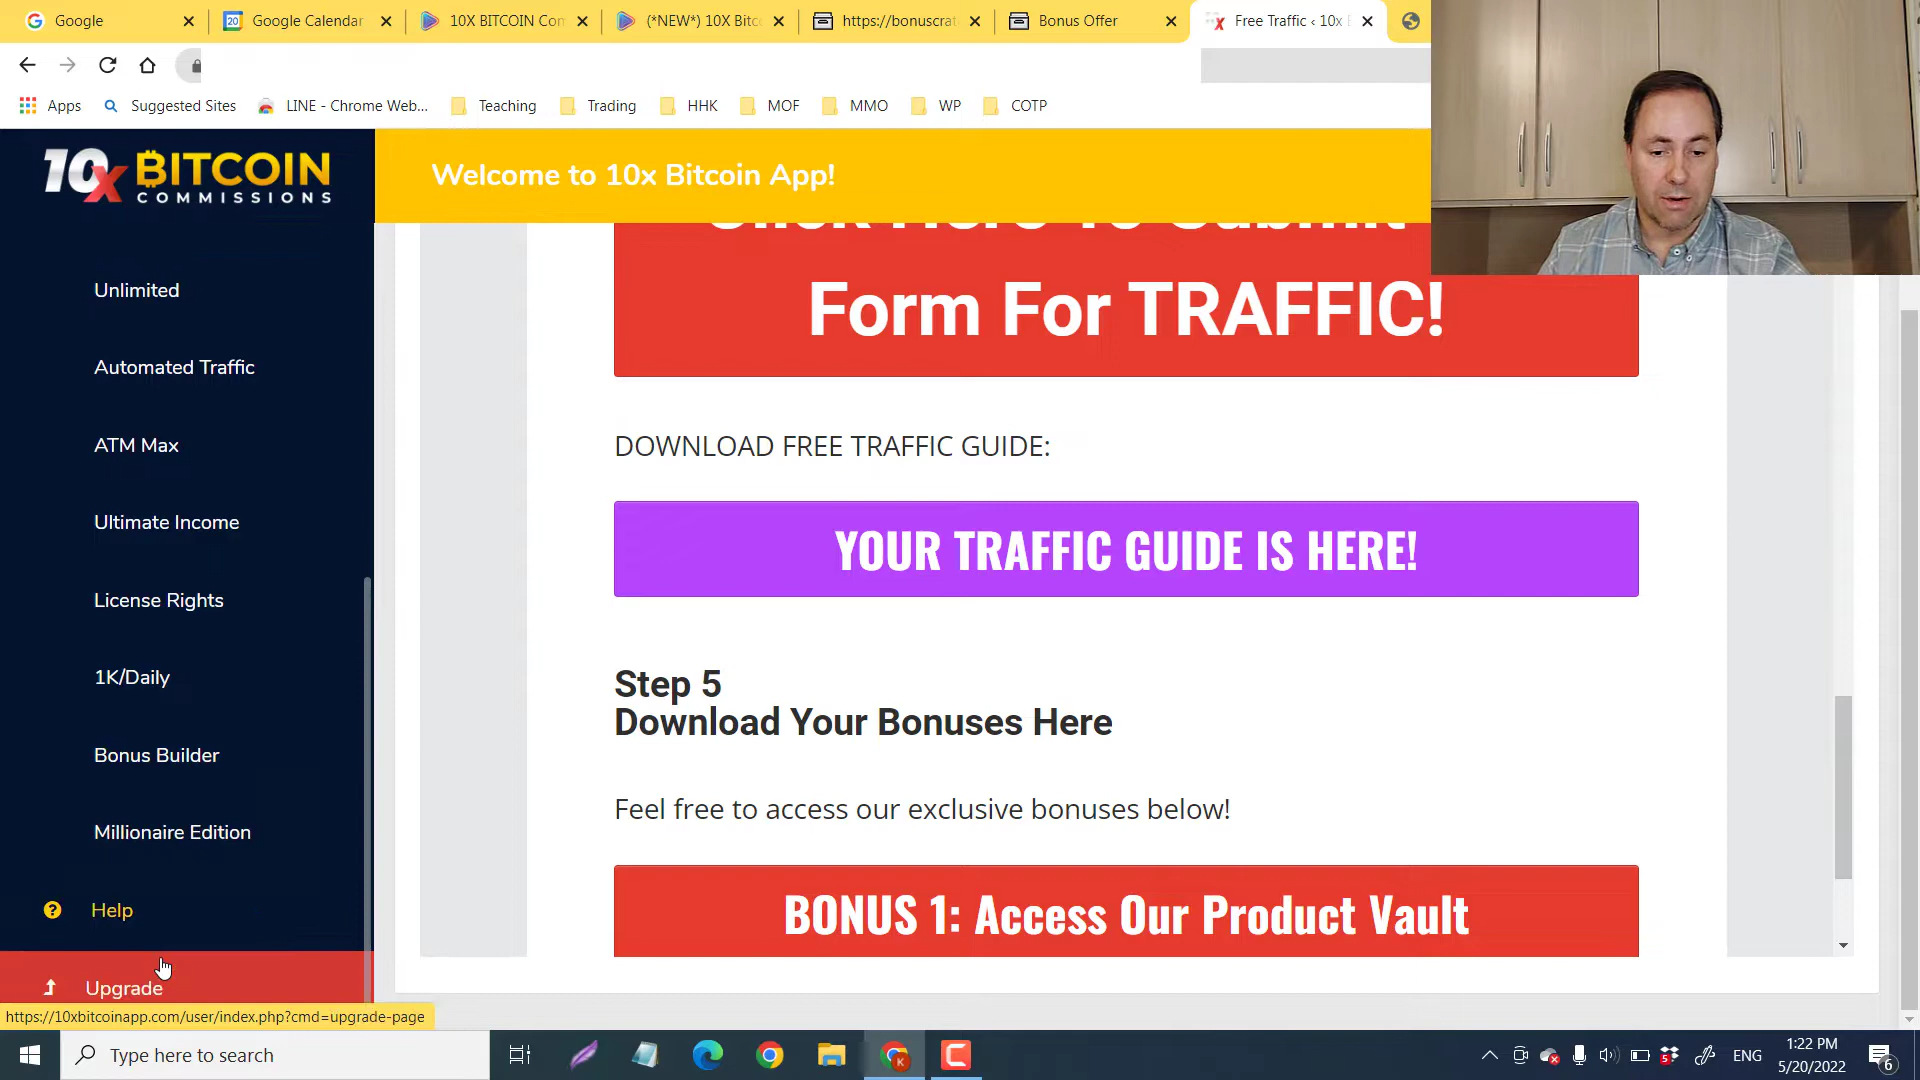 Google
Google Calendar
10X BITCOIN Con
(*NEW*) 10X Bitc
https://bonuscrat
Bonus Offer
Free Traffic ‹ 10x B
Apps
Suggested Sites
LINE - Chrome Web...
Teaching
Trading
HHK
MOF
MMO
WP
COTP
10x BITCOIN
COMMISSIONS
Welcome to 10x Bitcoin App!
Unlimited
Automated Traffic
ATM Max
Ultimate Income
License Rights
1K/Daily
Bonus Builder
Millionaire Edition
Help
Upgrade
Click Here To Submit
Form For TRAFFIC!
DOWNLOAD FREE TRAFFIC GUIDE:
YOUR TRAFFIC GUIDE IS HERE!
Step 5
Download Your Bonuses Here
Feel free to access our exclusive bonuses below!
BONUS 1: Access Our Product Vault
https://10xbitcoinapp.com/user/index.php?cmd=upgrade-page
Type here to search
ENG
1:22 PM
5/20/2022
6